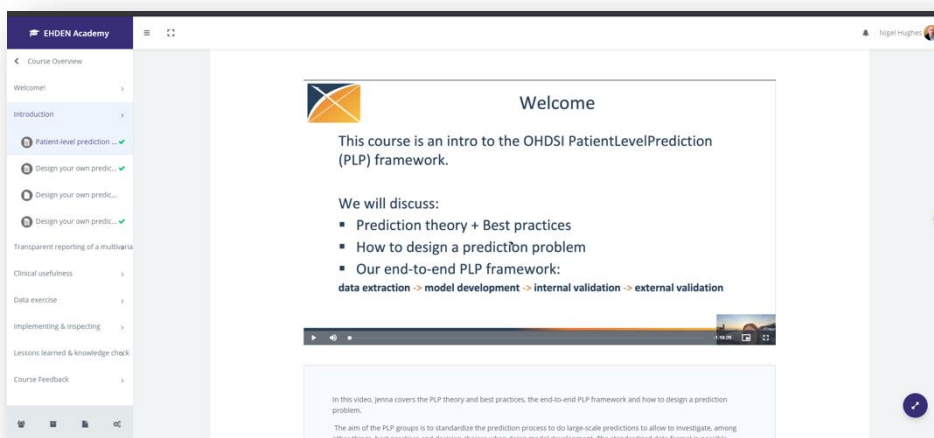 EHDEN Academy
Nigel Hughes
Course Overview
Welcome!
Introduction
Patient-level prediction ...
Design your own predic...
Design your own predic...
Design your own predic...
Transparent reporting of a multivaria
Clinical usefulness
Data exercise
Implementing & Inspecting
Lessons learned & knowledge check
Course Feedback
Welcome
This course is an intro to the OHDSI PatientLevelPrediction
(PLP) framework.
We will discuss:
▪ Prediction theory + Best practices
▪ How to design a prediction problem
▪ Our end-to-end PLP framework:
data extraction -> model development -> internal validation -> external validation
In this video, Jenna covers the PLP theory and best practices, the end-to-end PLP framework and how to design a prediction
problem.
The aim of the PLP groups is to standardize the prediction process to do large-scale predictions to allow to investigate, among